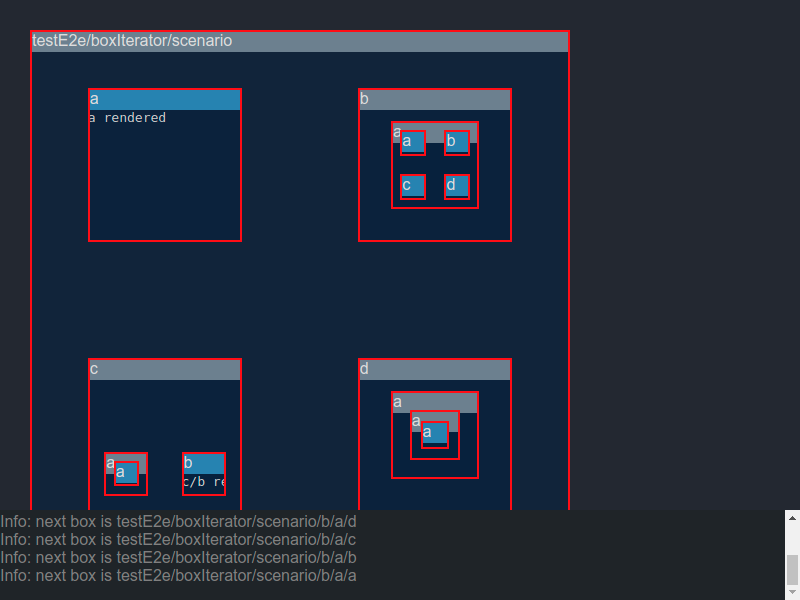 testE2e/boxIterator/scenario
a
b
a rendered
a
a
b
c
d
c
d
a
a
a
a
a
b
c/b re
Info: next box is testE2e/boxIterator/scenario/b/a/d
Info: next box is testE2e/boxIterator/scenario/b/a/c
Info: next box is testE2e/boxIterator/scenario/b/a/b
Info: next box is testE2e/boxIterator/scenario/b/a/a